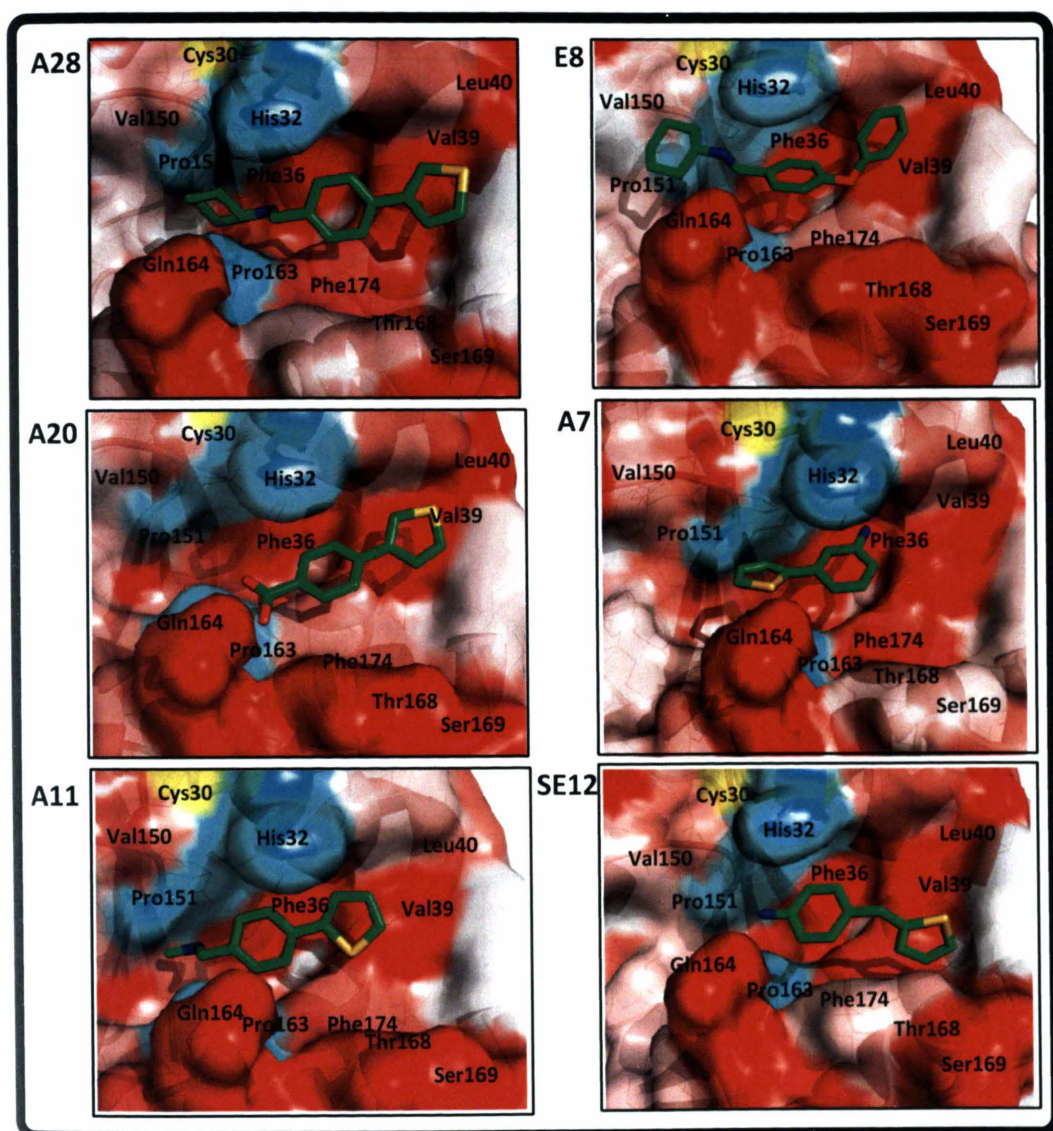 A28
Cys30
Leu40
His32
Val150
Val39
Pro15
Phe36
Gln164
Pro163
Phe174
Thr168
Ser169
E8
Cys30
Leu40
His32
Val150
Phe36
Val39
Pro151
Gln164
Phe174
Pro163
Thr168
Ser169
A20
Cys30
Leu40
Val150
His32
Val39
Pro151
Phe36
Gln164
Pro163
Phe174
Thr168
Ser169
A7
Cys30
Leu40
Val150
His32
Val39
Pro151
Phe36
Gln164
Phe174
Pro163
Thr168
Ser169
A11
Cys30
Val150
His32
Leu40
Pro151
Phe36
Val39
Gln164
Pro163
Phe174
Thr168
Ser169
SE12
Cys30
His32
Leu40
Val150
Phe36
Val39
Pro151
Gln164
Pro163
Phe174
Thr168
Ser169